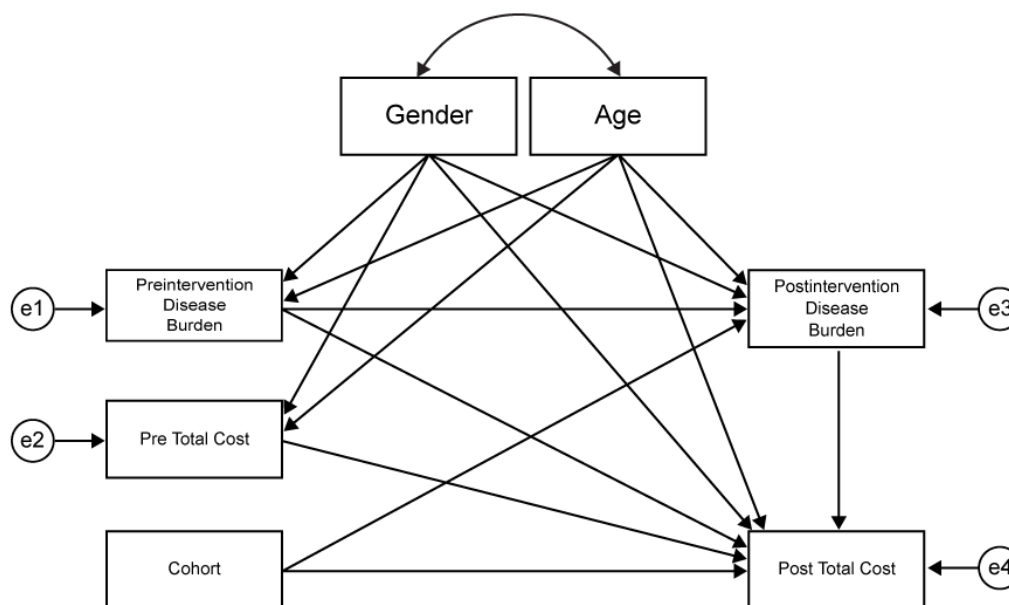 Gender
Age
Preintervention
Disease
Burden
Postintervention
Disease
Burden
e1
e3
e2
Pre Total Cost
Cohort
Post Total Cost
e4